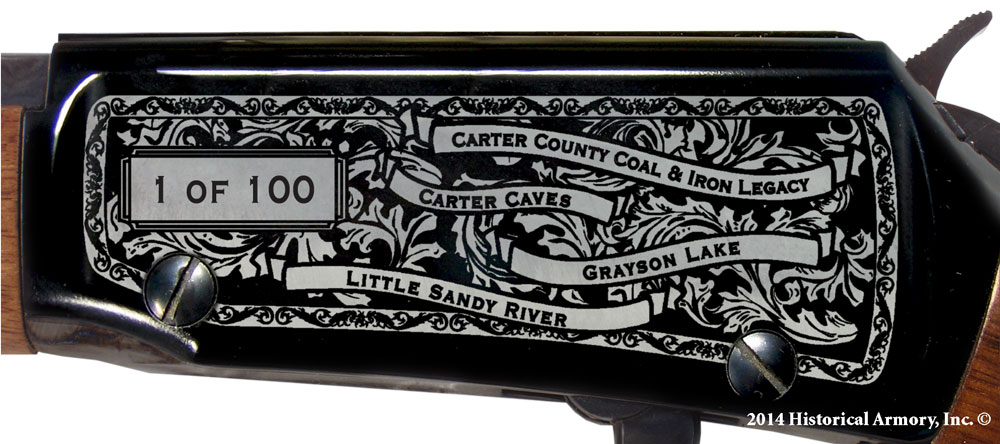 CARTER COUNTY COAL & IRON LEGACY
1 OF 100
CARTER CAVES
GRAYSON LAKE
LITTLE SANDY RIVER
2014 Historical Armory, Inc. ©